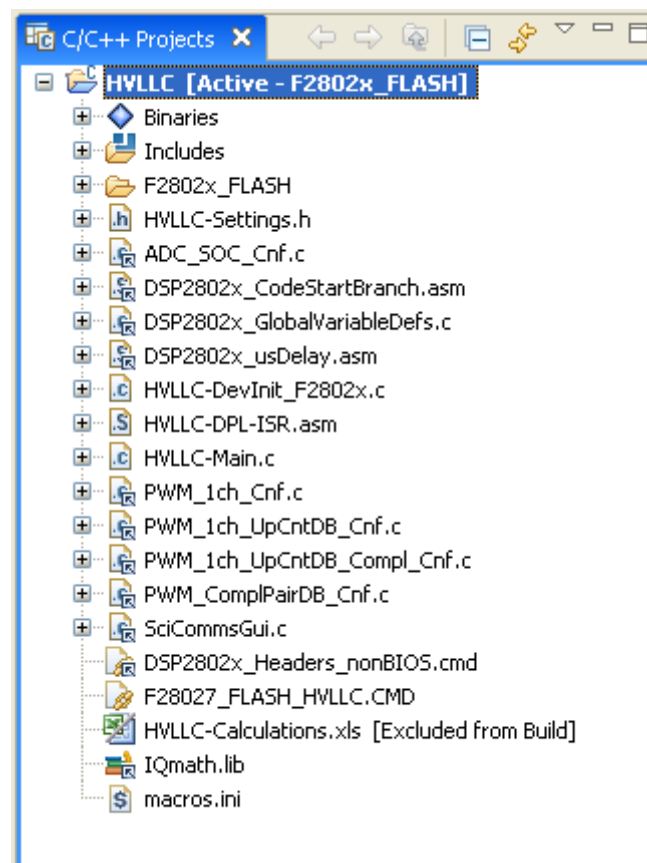 C/C++ Projects
HVLLC [Active - F2802x_FLASH]
Binaries
Includes
F2802x_FLASH
HVLLC-Settings.h
ADC_SOC_Cnf.c
DSP2802x_CodeStartBranch.asm
DSP2802x_GlobalVariableDefs.c
DSP2802x_usDelay.asm
HVLLC-DevInit_F2802x.c
HVLLC-DPL-ISR.asm
HVLLC-Main.c
PWM_1ch_Cnf.c
PWM_1ch_UpCntDB_Cnf.c
PWM_1ch_UpCntDB_Compl_Cnf.c
PWM_ComplPairDB_Cnf.c
SciCommsGui.c
DSP2802x_Headers_nonBIOS.cmd
F28027_FLASH_HVLLC.CMD
HVLLC-Calculations.xls [Excluded from Build]
IQmath.lib
macros.ini